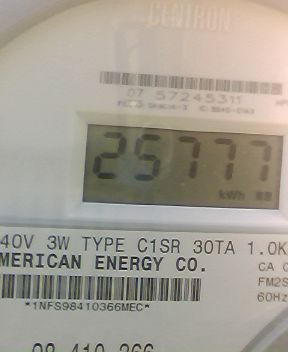 CENTRON
07 57245311
25777
kWh
40V 3W TYPE C1SR 30TA 1.0K
MERICAN ENERGY CO.
CA 0
FM2S
60Hz
*1NFS98410366MEC*
98 410 366